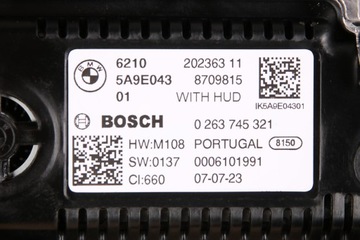 BMW
6210 202363 11
5A9E043 8709815
01 WITH HUD
IK5A9E04301
BOSCH 0 263 745 321
HW:M108 PORTUGAL 8150
SW:0137 0006101991
CI:660 07-07-23